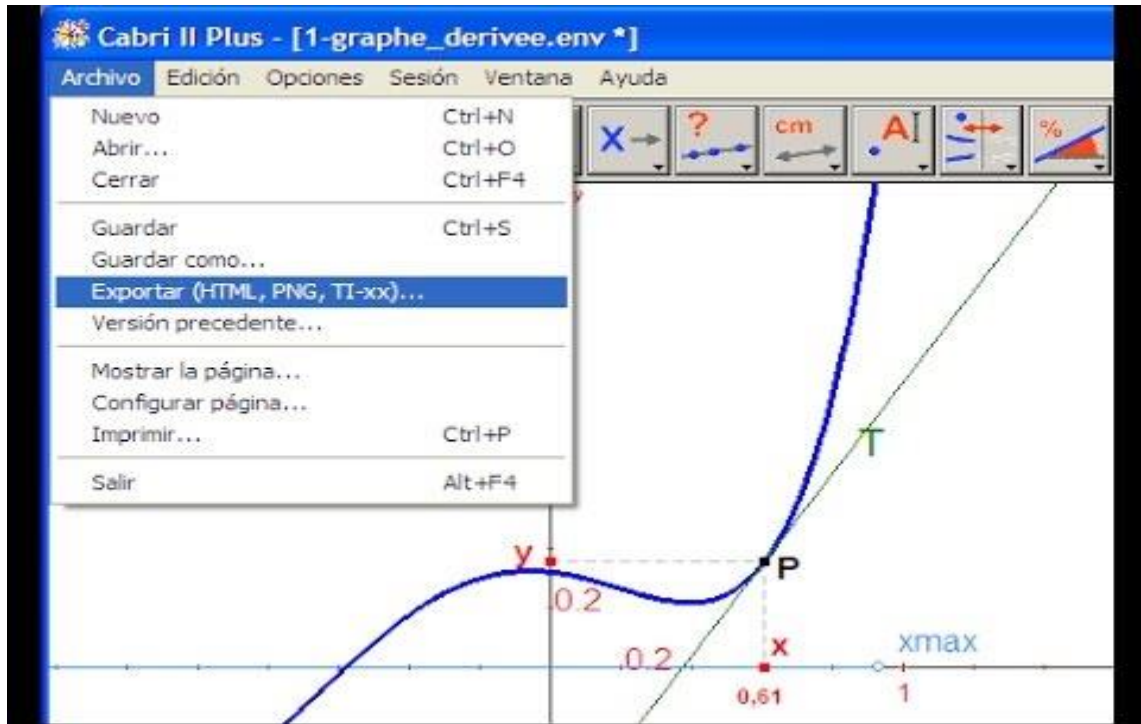 Cabri II Plus - [1-graphe_derivee.env *]
Archivo Edición Opciones Sesión Ventana Ayuda
Nuevo Ctrl+N
Abrir... Ctrl+O
Cerrar Ctrl+F4
Guardar Ctrl+S
Guardar como...
Exportar (HTML, PNG, TI-xx)...
Versión precedente...
Mostrar la página...
Configurar página...
Imprimir... Ctrl+P
Salir Alt+F4
X ? cm A %
y
T
y
P
0.2
0.2
x
xmax
0,61
1